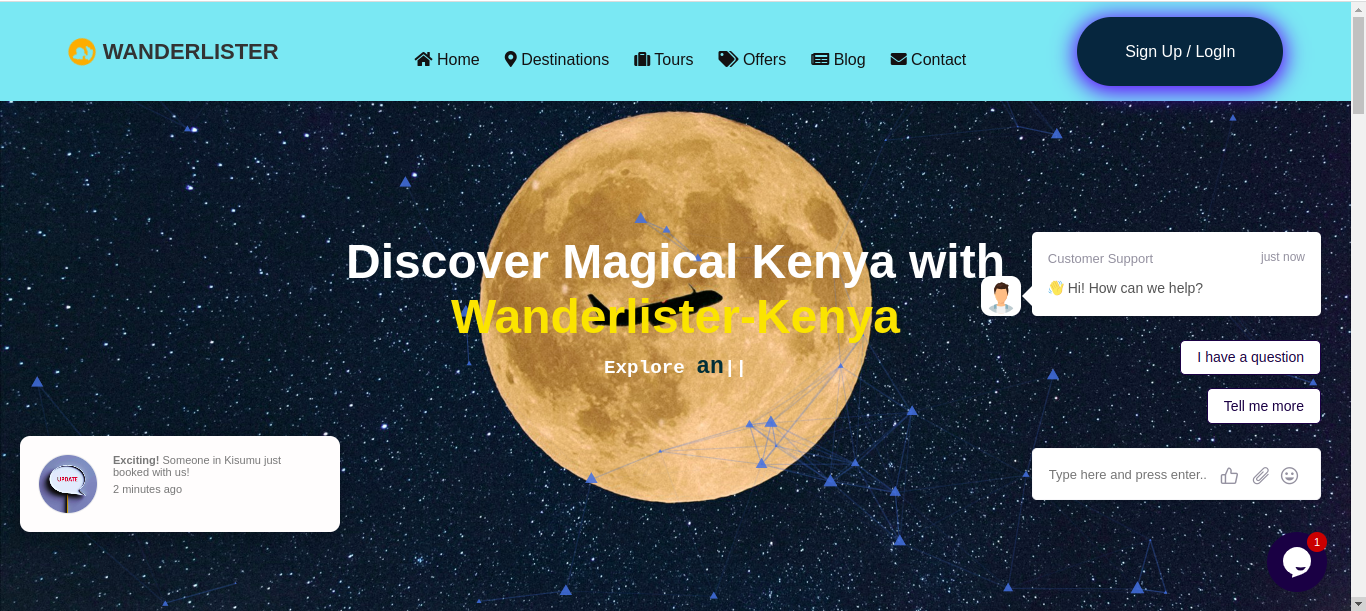 WANDERLISTER
Home Destinations Tours Offers Blog Contact
Sign Up / LogIn
Discover Magical Kenya with
Wanderlister-Kenya
Explore an||
Customer Support just now
👋 Hi! How can we help?
I have a question
Tell me more
Type here and press enter..
1
Exciting! Someone in Kisumu just
booked with us!
2 minutes ago
UPDATE